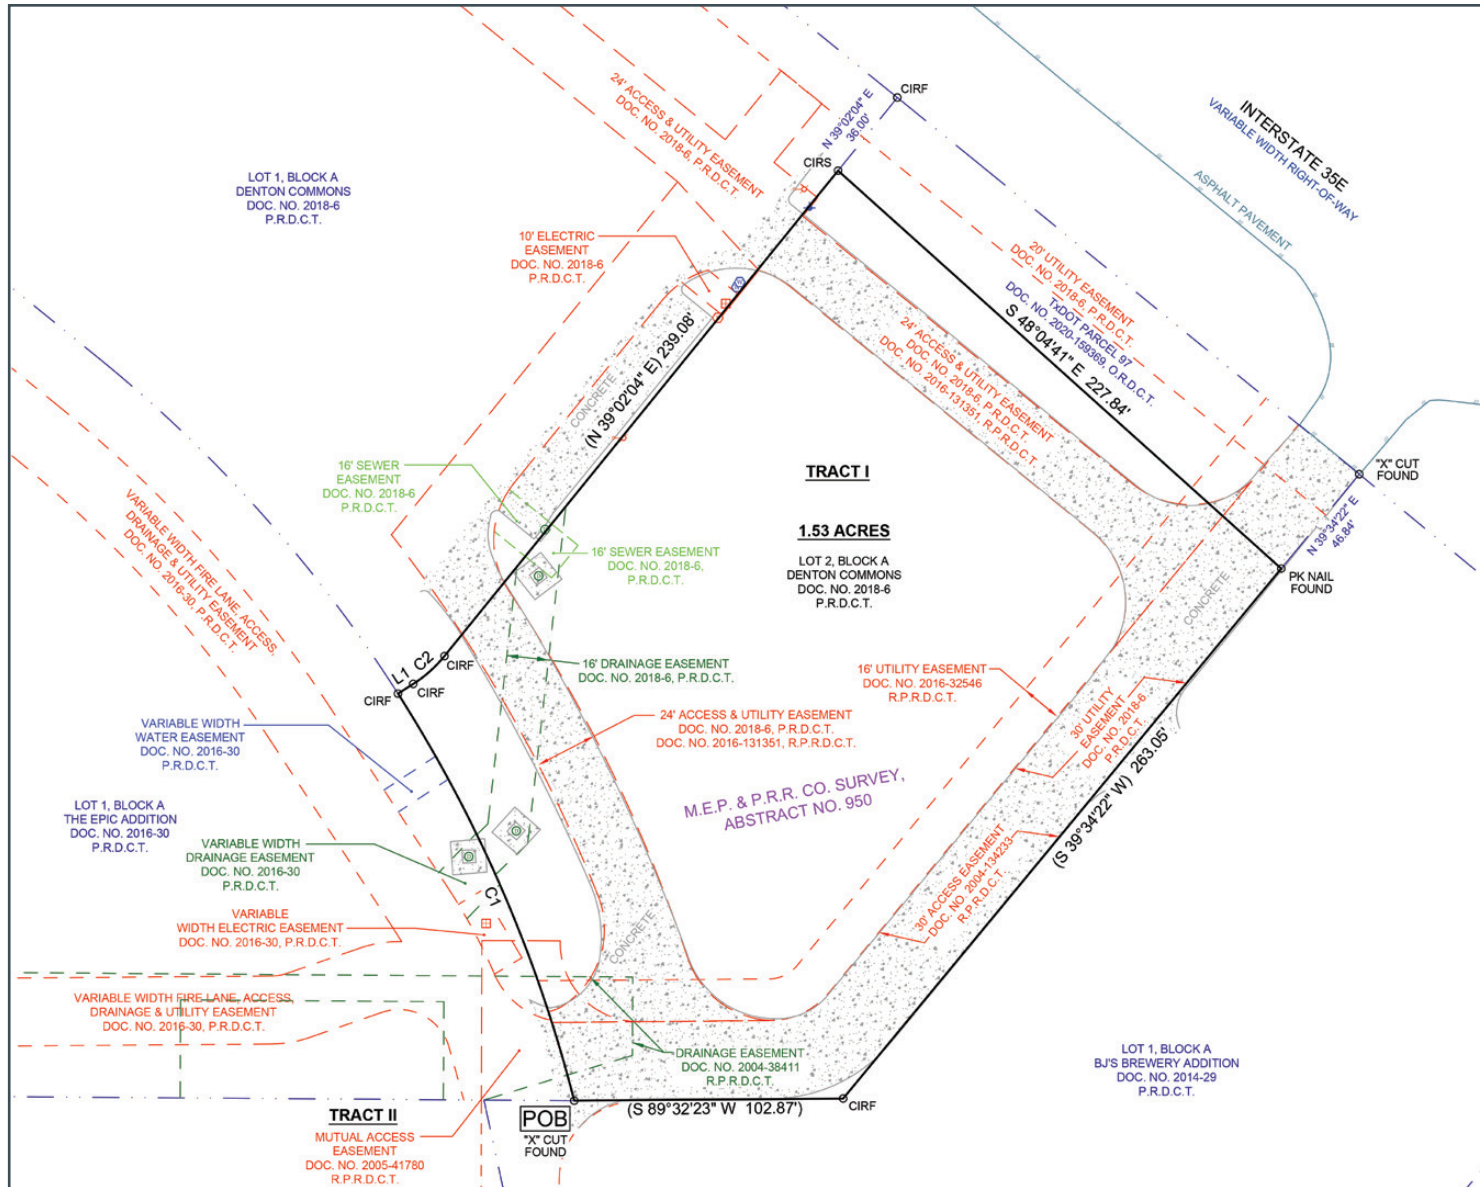 CIRF
N 39°02'04" E
36.00'
CIRS
INTERSTATE 35E
VARIABLE WIDTH RIGHT-OF-WAY
ASPHALT PAVEMENT
24' ACCESS & UTILITY EASEMENT
DOC. NO. 2018-6, P.R.D.C.T.
LOT 1, BLOCK A
DENTON COMMONS
DOC. NO. 2018-6
P.R.D.C.T.
10' ELECTRIC
EASEMENT
DOC. NO. 2018-6
P.R.D.C.T.
20' UTILITY EASEMENT
DOC. NO. 2018-6, P.R.D.C.T.
TxDOT PARCEL 97
DOC. NO. 2020-159369, O.R.D.C.T.
S 48°04'41" E 227.84'
24' ACCESS & UTILITY EASEMENT
DOC. NO. 2018-6, P.R.D.C.T.
DOC. NO. 2016-131351, R.P.R.D.C.T.
(N 39°02'04" E) 239.08'
CONCRETE
16' SEWER
EASEMENT
DOC. NO. 2018-6
P.R.D.C.T.
TRACT I
1.53 ACRES
LOT 2, BLOCK A
DENTON COMMONS
DOC. NO. 2018-6
P.R.D.C.T.
"X" CUT
FOUND
N 39°34'22" E
46.84'
PK NAIL
FOUND
CONCRETE
16' SEWER EASEMENT
DOC. NO. 2018-6,
P.R.D.C.T.
VARIABLE WIDTH FIRE LANE, ACCESS,
DRAINAGE & UTILITY EASEMENT
DOC. NO. 2016-30, P.R.D.C.T.
L1
C2
CIRF
CIRF
CIRF
16' DRAINAGE EASEMENT
DOC. NO. 2018-6, P.R.D.C.T.
16' UTILITY EASEMENT
DOC. NO. 2016-32546
R.P.R.D.C.T.
24' ACCESS & UTILITY EASEMENT
DOC. NO. 2018-6, P.R.D.C.T.
DOC. NO. 2016-131351, R.P.R.D.C.T.
30' UTILITY
EASEMENT
DOC. NO. 2018-6
P.R.D.C.T.
(S 39°34'22" W) 263.05'
VARIABLE WIDTH
WATER EASEMENT
DOC. NO. 2016-30
P.R.D.C.T.
M.E.P. & P.R.R. CO. SURVEY,
ABSTRACT NO. 950
LOT 1, BLOCK A
THE EPIC ADDITION
DOC. NO. 2016-30
P.R.D.C.T.
VARIABLE WIDTH
DRAINAGE EASEMENT
DOC. NO. 2016-30
P.R.D.C.T.
C1
30' ACCESS EASEMENT
DOC. NO. 2004-134233
R.P.R.D.C.T.
VARIABLE
WIDTH ELECTRIC EASEMENT
DOC. NO. 2016-30, P.R.D.C.T.
CONCRETE
VARIABLE WIDTH FIRE LANE, ACCESS,
DRAINAGE & UTILITY EASEMENT
DOC. NO. 2016-30, P.R.D.C.T.
DRAINAGE EASEMENT
DOC. NO. 2004-38411
R.P.R.D.C.T.
LOT 1, BLOCK A
BJ'S BREWERY ADDITION
DOC. NO. 2014-29
P.R.D.C.T.
CIRF
(S 89°32'23" W 102.87')
POB
"X" CUT
FOUND
TRACT II
MUTUAL ACCESS
EASEMENT
DOC. NO. 2005-41780
R.P.R.D.C.T.